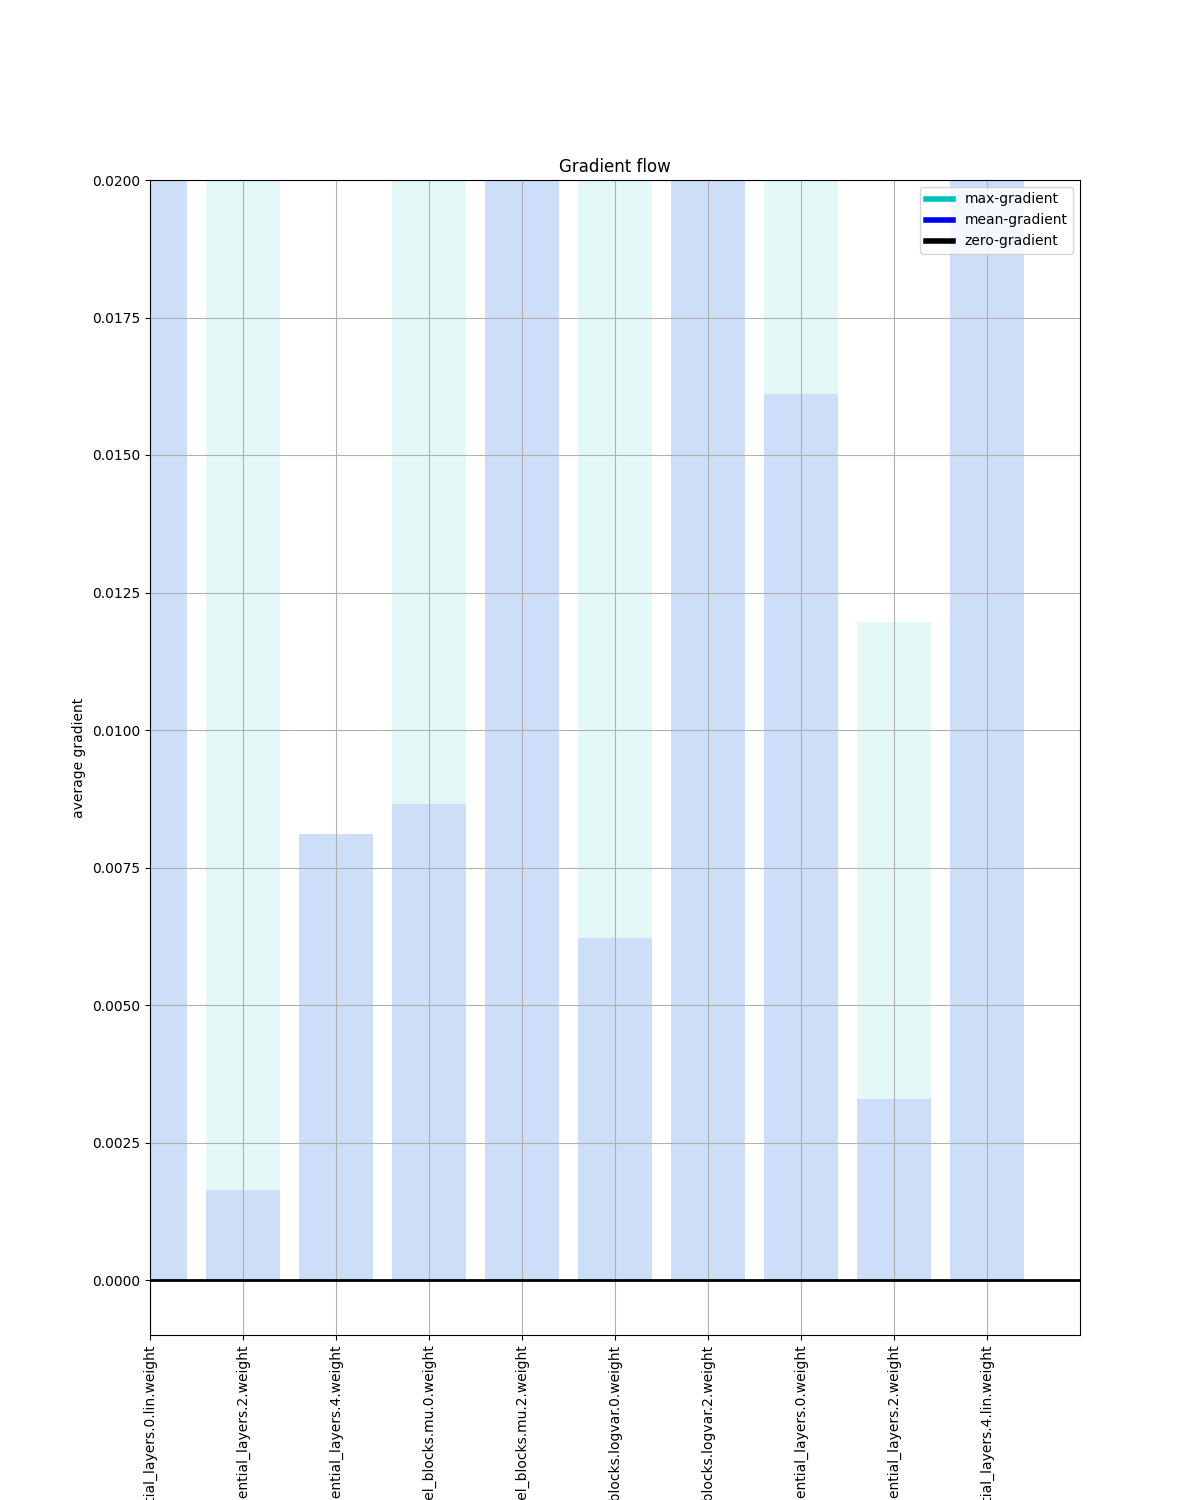 Gradient flow
max-gradient
mean-gradient
zero-gradient
0.0200
0.0175
0.0150
0.0125
0.0100
0.0075
0.0050
0.0025
0.0000
average gradient
tial_layers.0.lin.weight
ential_layers.2.weight
ential_layers.4.weight
el_blocks.mu.0.weight
el_blocks.mu.2.weight
blocks.logvar.0.weight
blocks.logvar.2.weight
ential_layers.0.weight
ential_layers.2.weight
tial_layers.4.lin.weight